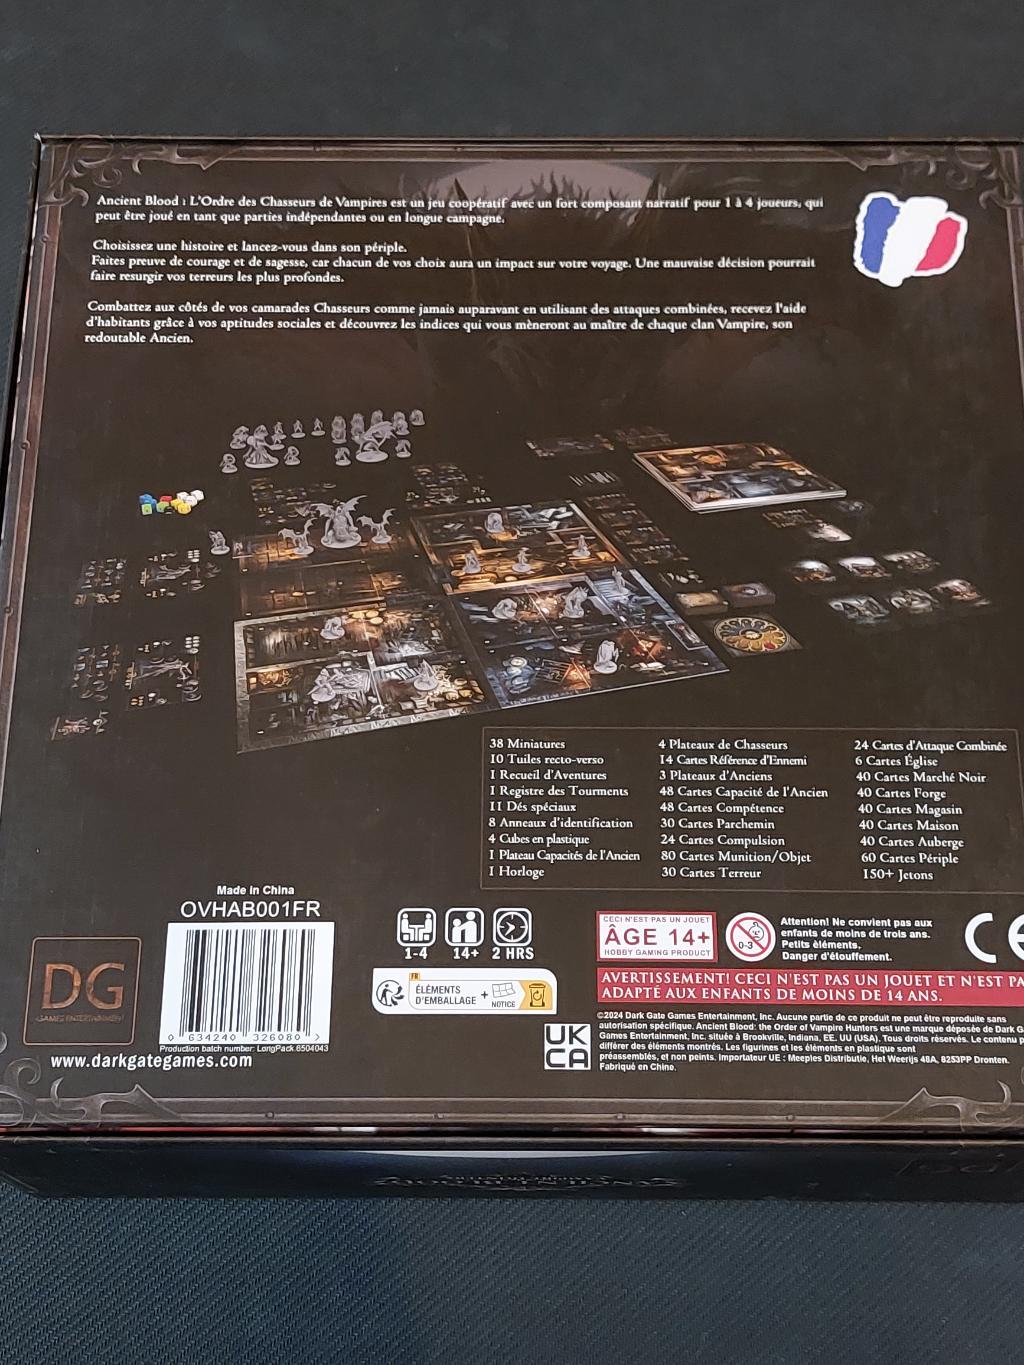 Ancient Blood : L'Ordre des Chasseurs de Vampires est un jeu coopératif avec un fort composant narratif pour 1 à 4 joueurs, qui
peut être joué en tant que parties indépendantes ou en longue campagne.
Choisissez une histoire et lancez-vous dans son périple.
Faites preuve de courage et de sagesse, car chacun de vos choix aura un impact sur votre voyage. Une mauvaise décision pourrait
faire resurgir vos terreurs les plus profondes.
Combattez aux côtés de vos camarades Chasseurs comme jamais auparavant en utilisant des attaques combinées, recevez l'aide
d'habitants grâce à vos aptitudes sociales et découvrez les indices qui vous mèneront au maître de chaque clan Vampire, son
redoutable Ancien.
38 Miniatures
10 Tuiles recto-verso
1 Recueil d'Aventures
1 Registre des Tourments
11 Dés spéciaux
8 Anneaux d'identification
4 Cubes en plastique
1 Plateau Capacités de l'Ancien
1 Horloge
4 Plateaux de Chasseurs
14 Cartes Référence d'Ennemi
3 Plateaux d'Anciens
48 Cartes Capacité de l'Ancien
48 Cartes Compétence
30 Cartes Parchemin
24 Cartes Compulsion
80 Cartes Munition/Objet
30 Cartes Terreur
24 Cartes d'Attaque Combinée
6 Cartes Église
40 Cartes Marché Noir
40 Cartes Forge
40 Cartes Magasin
40 Cartes Maison
40 Cartes Auberge
60 Cartes Périple
150+ Jetons
Made in China
OVHAB001FR
DG
GAMES ENTERTAINMENT
0 634240 326080 >
Production batch number: LongPack 6504043
www.darkgategames.com
1-4 14+ 2 HRS
FR
ÉLÉMENTS
D'EMBALLAGE + NOTICE
UK
CA
CECI N'EST PAS UN JOUET
ÂGE 14+
HOBBY GAMING PRODUCT
0-3
Attention! Ne convient pas aux
enfants de moins de trois ans.
Petits éléments.
Danger d'étouffement.
CE
AVERTISSEMENT! CECI N'EST PAS UN JOUET ET N'EST PA
ADAPTÉ AUX ENFANTS DE MOINS DE 14 ANS.
©2024 Dark Gate Games Entertainment, Inc. Aucune partie de ce produit ne peut être reproduite sans
autorisation spécifique. Ancient Blood: the Order of Vampire Hunters est une marque déposée de Dark G
Games Entertainment, Inc. située à Brookville, Indiana, EE. UU (USA). Tous droits réservés. Le contenu p
différer des éléments montrés. Les figurines et les éléments en plastique sont
préassemblés, et non peints. Importateur UE : Meeples Distributie, Het Weerijs 48A, 8253PP Dronten.
Fabriqué en Chine.